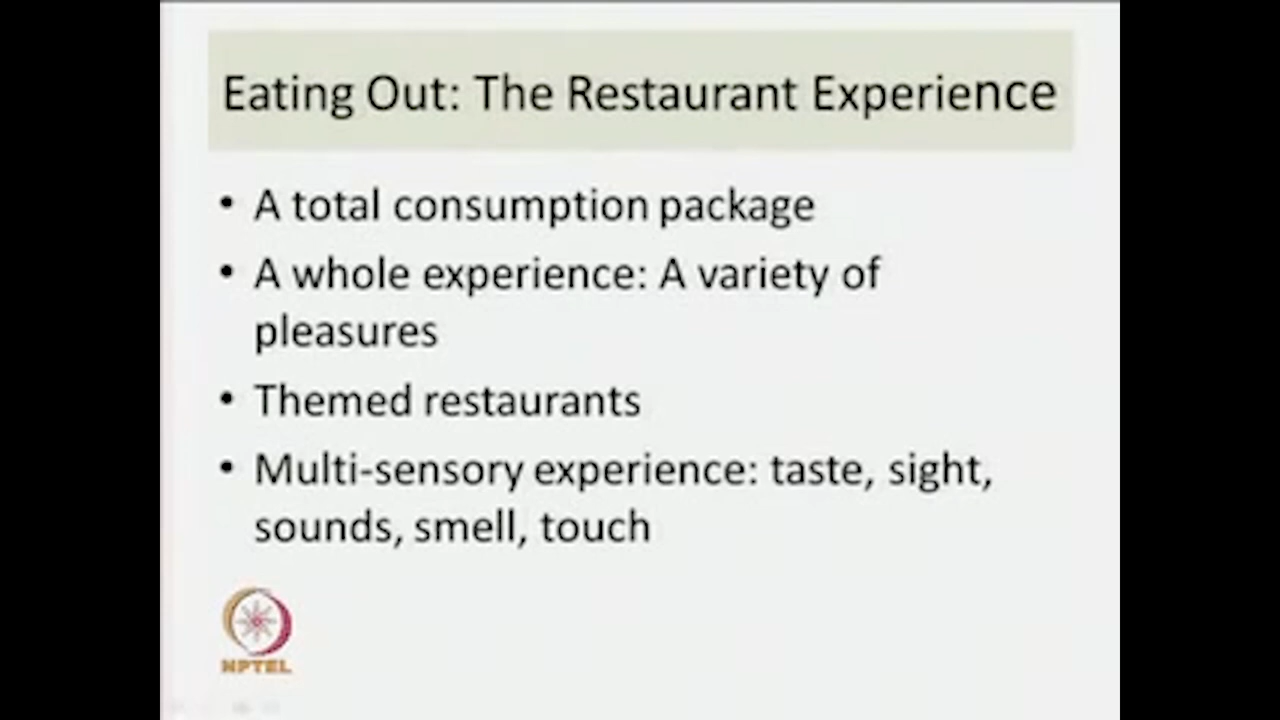 Eating Out: The Restaurant Experience
• A total consumption package
• A whole experience: A variety of
pleasures
• Themed restaurants
• Multi-sensory experience: taste, sight,
sounds, smell, touch
NPTEL